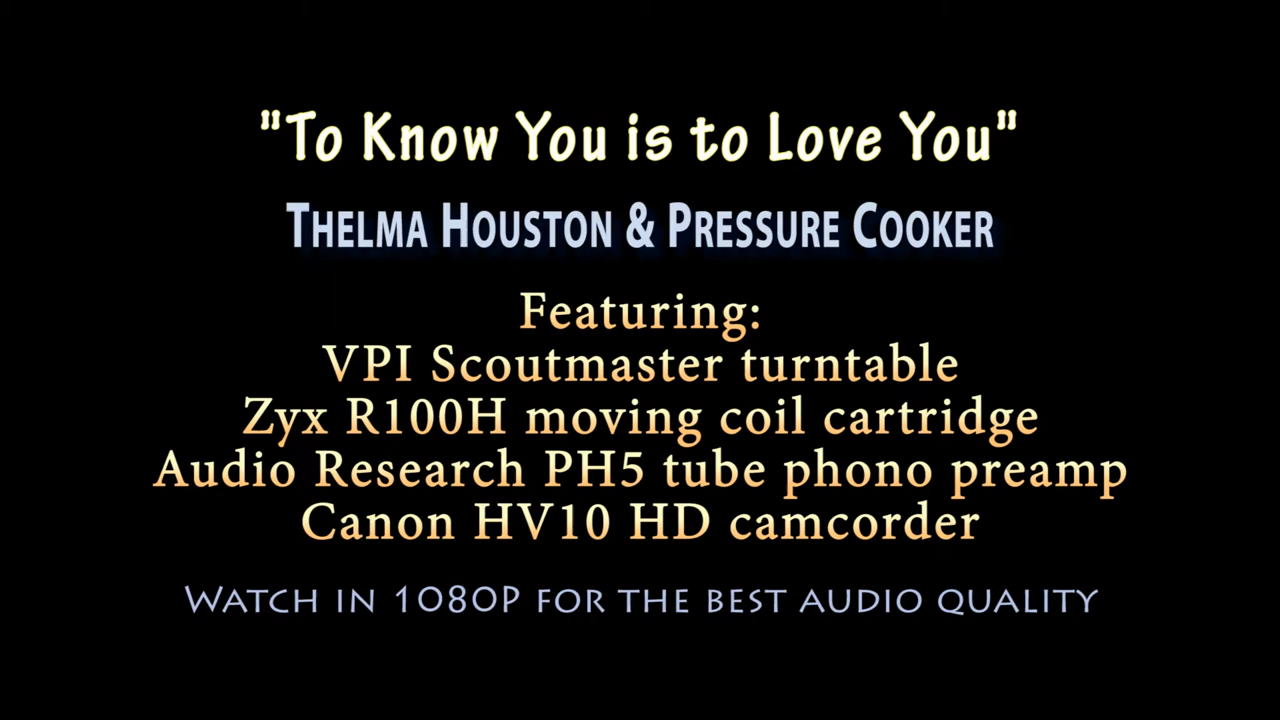 "To Know You is to Love You"
Thelma Houston & Pressure Cooker
Featuring:
VPI Scoutmaster turntable
Zyx R100H moving coil cartridge
Audio Research PH5 tube phono preamp
Canon HV10 HD camcorder
Watch in 1080p for the best audio quality